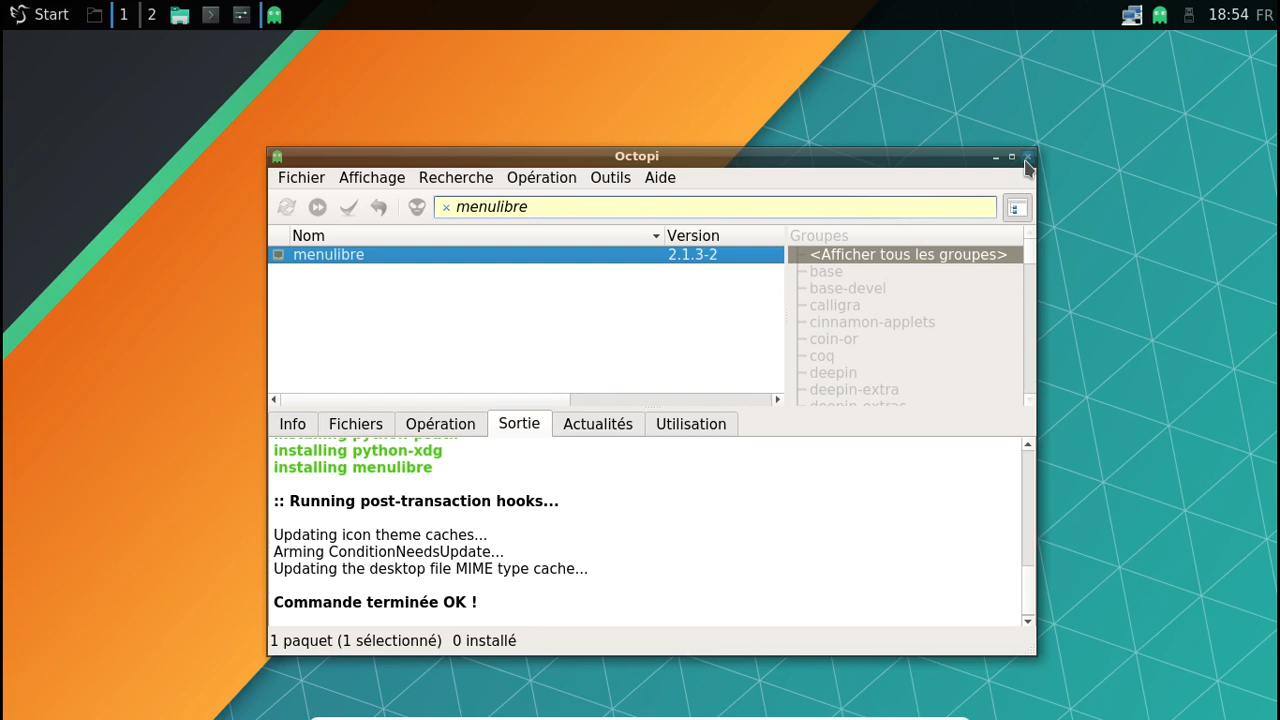 Start
1
2
18:54 FR
Octopi
Fichier Affichage Recherche Opération Outils Aide
menulibre
Nom Version Groupes
menulibre 2.1.3-2 <Afficher tous les groupes>
base
base-devel
calligra
cinnamon-applets
coin-or
coq
deepin
deepin-extra
deepin-extras
Info Fichiers Opération Sortie Actualités Utilisation
installing python-xdg
installing menulibre
:: Running post-transaction hooks...
Updating icon theme caches...
Arming ConditionNeedsUpdate...
Updating the desktop file MIME type cache...
Commande terminée OK !
1 paquet (1 sélectionné) 0 installé